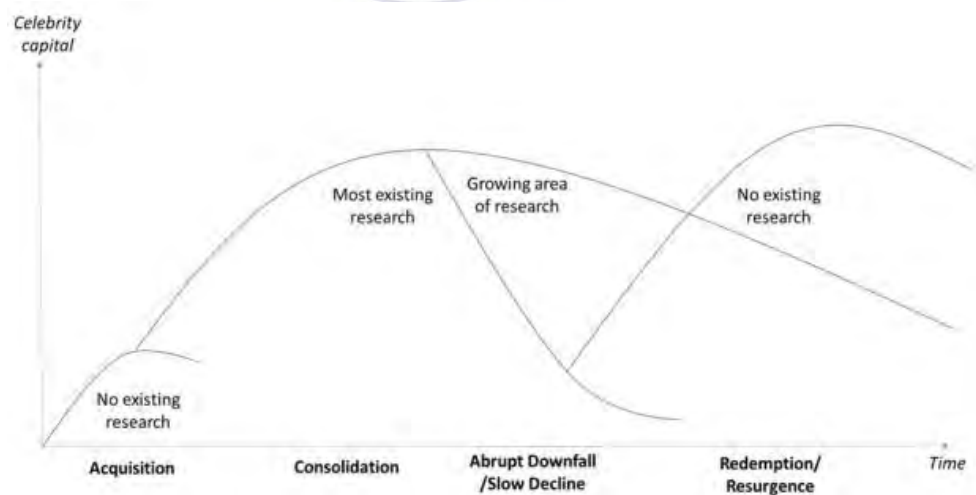 Celebrity
capital
Most existing
research
Growing area
of research
No existing
research
No existing
research
Acquisition
Consolidation
Abrupt Downfall
/Slow Decline
Redemption/
Resurgence
Time